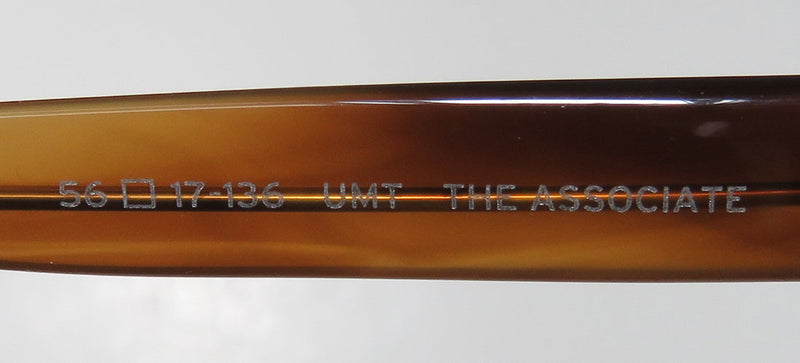 56□17-136 UMT THE ASSOCIATE